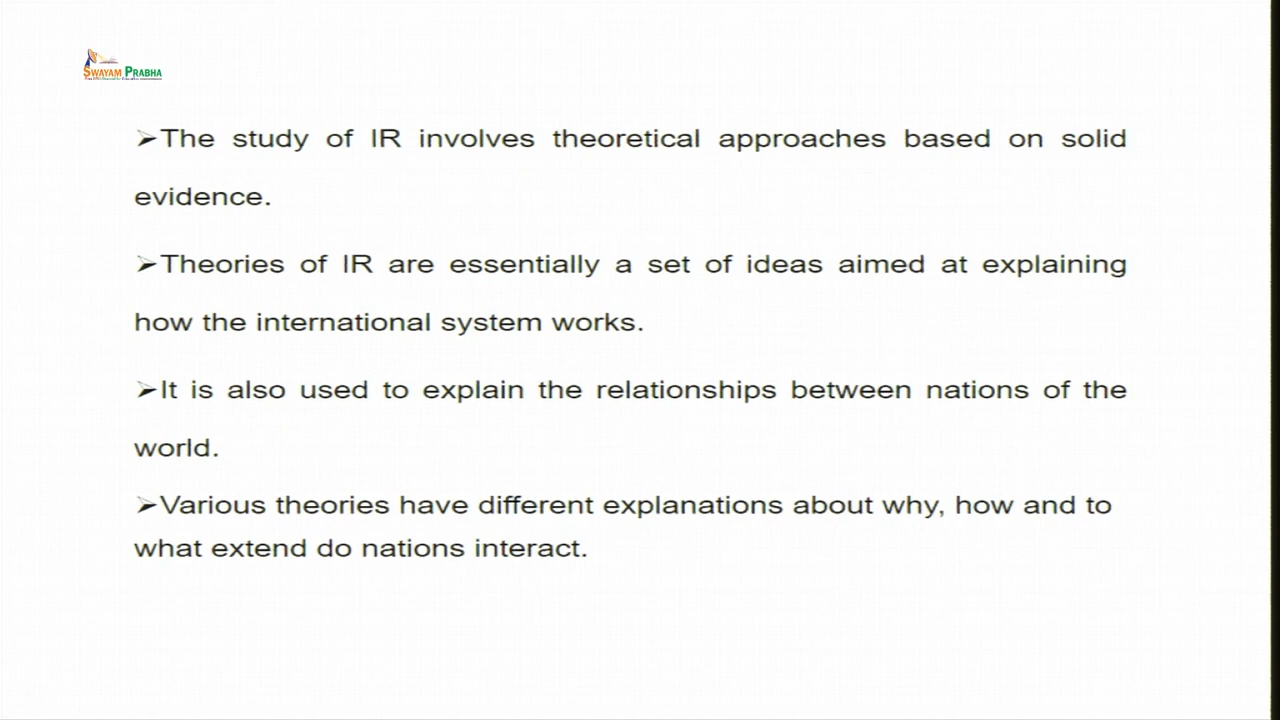 SWAYAM PRABHA
➢The study of IR involves theoretical approaches based on solid
evidence.
➢Theories of IR are essentially a set of ideas aimed at explaining
how the international system works.
➢It is also used to explain the relationships between nations of the
world.
➢Various theories have different explanations about why, how and to
what extend do nations interact.